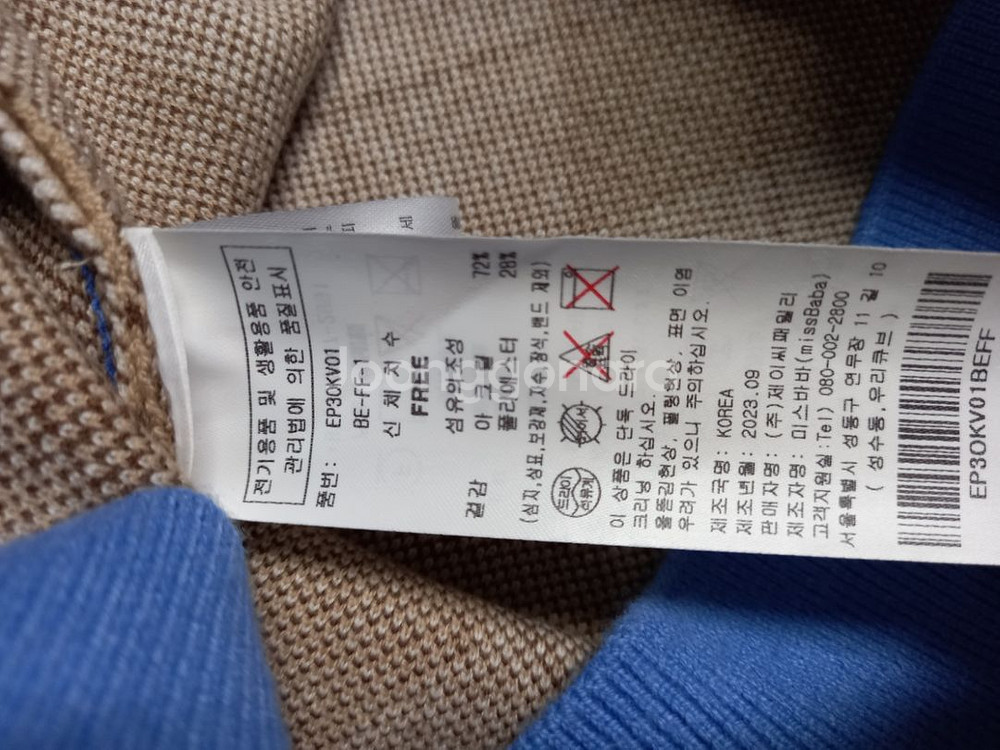 전기용품 및 생활용품 안전
관리법에 의한 품질표시
품번: EP3OKV01
BE-FF-1
신 체 치 수
FREE
섬유의조성
겉감 아 크 릴 72%
폴리에스터 28%
(심지,상표,보강재,자수,장식,밴드 제외)
드라이
석유계
이 상품은 단독 드라이
크리닝 하십시오.
올뜯김현상, 필링현상, 표면 이염
우려가 있으니 주의하십시오.
제조국명: KOREA
제조년월: 2023.09
판매자명: (주)제이씨패밀리
제조자명: 미스바바(missBaba)
고객지원실:Tel) 080-002-2800
서울특별시 성동구 연무장 11 길 10
( 성수동,우리큐브 )
EP3OKV01BEFF